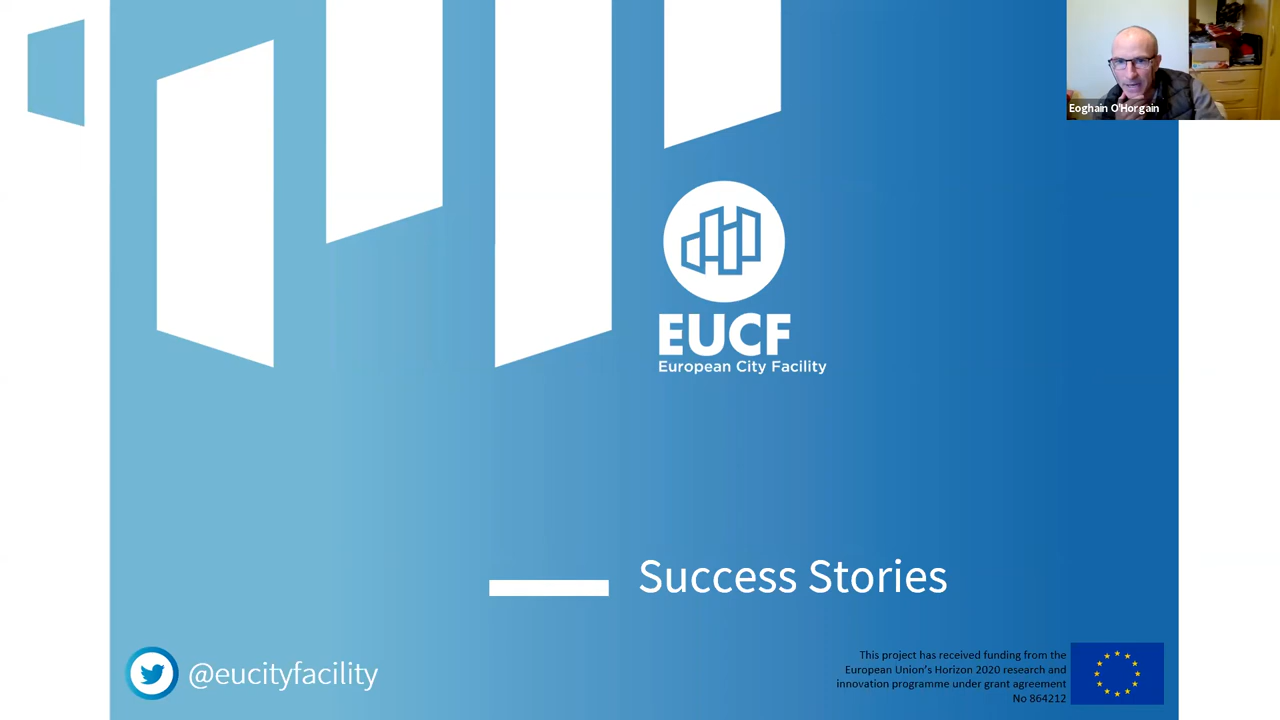 Eoghain O'Horgain
EUCF
European City Facility
Success Stories
@eucityfacility
This project has received funding from the
European Union's Horizon 2020 research and
innovation programme under grant agreement
No 864212